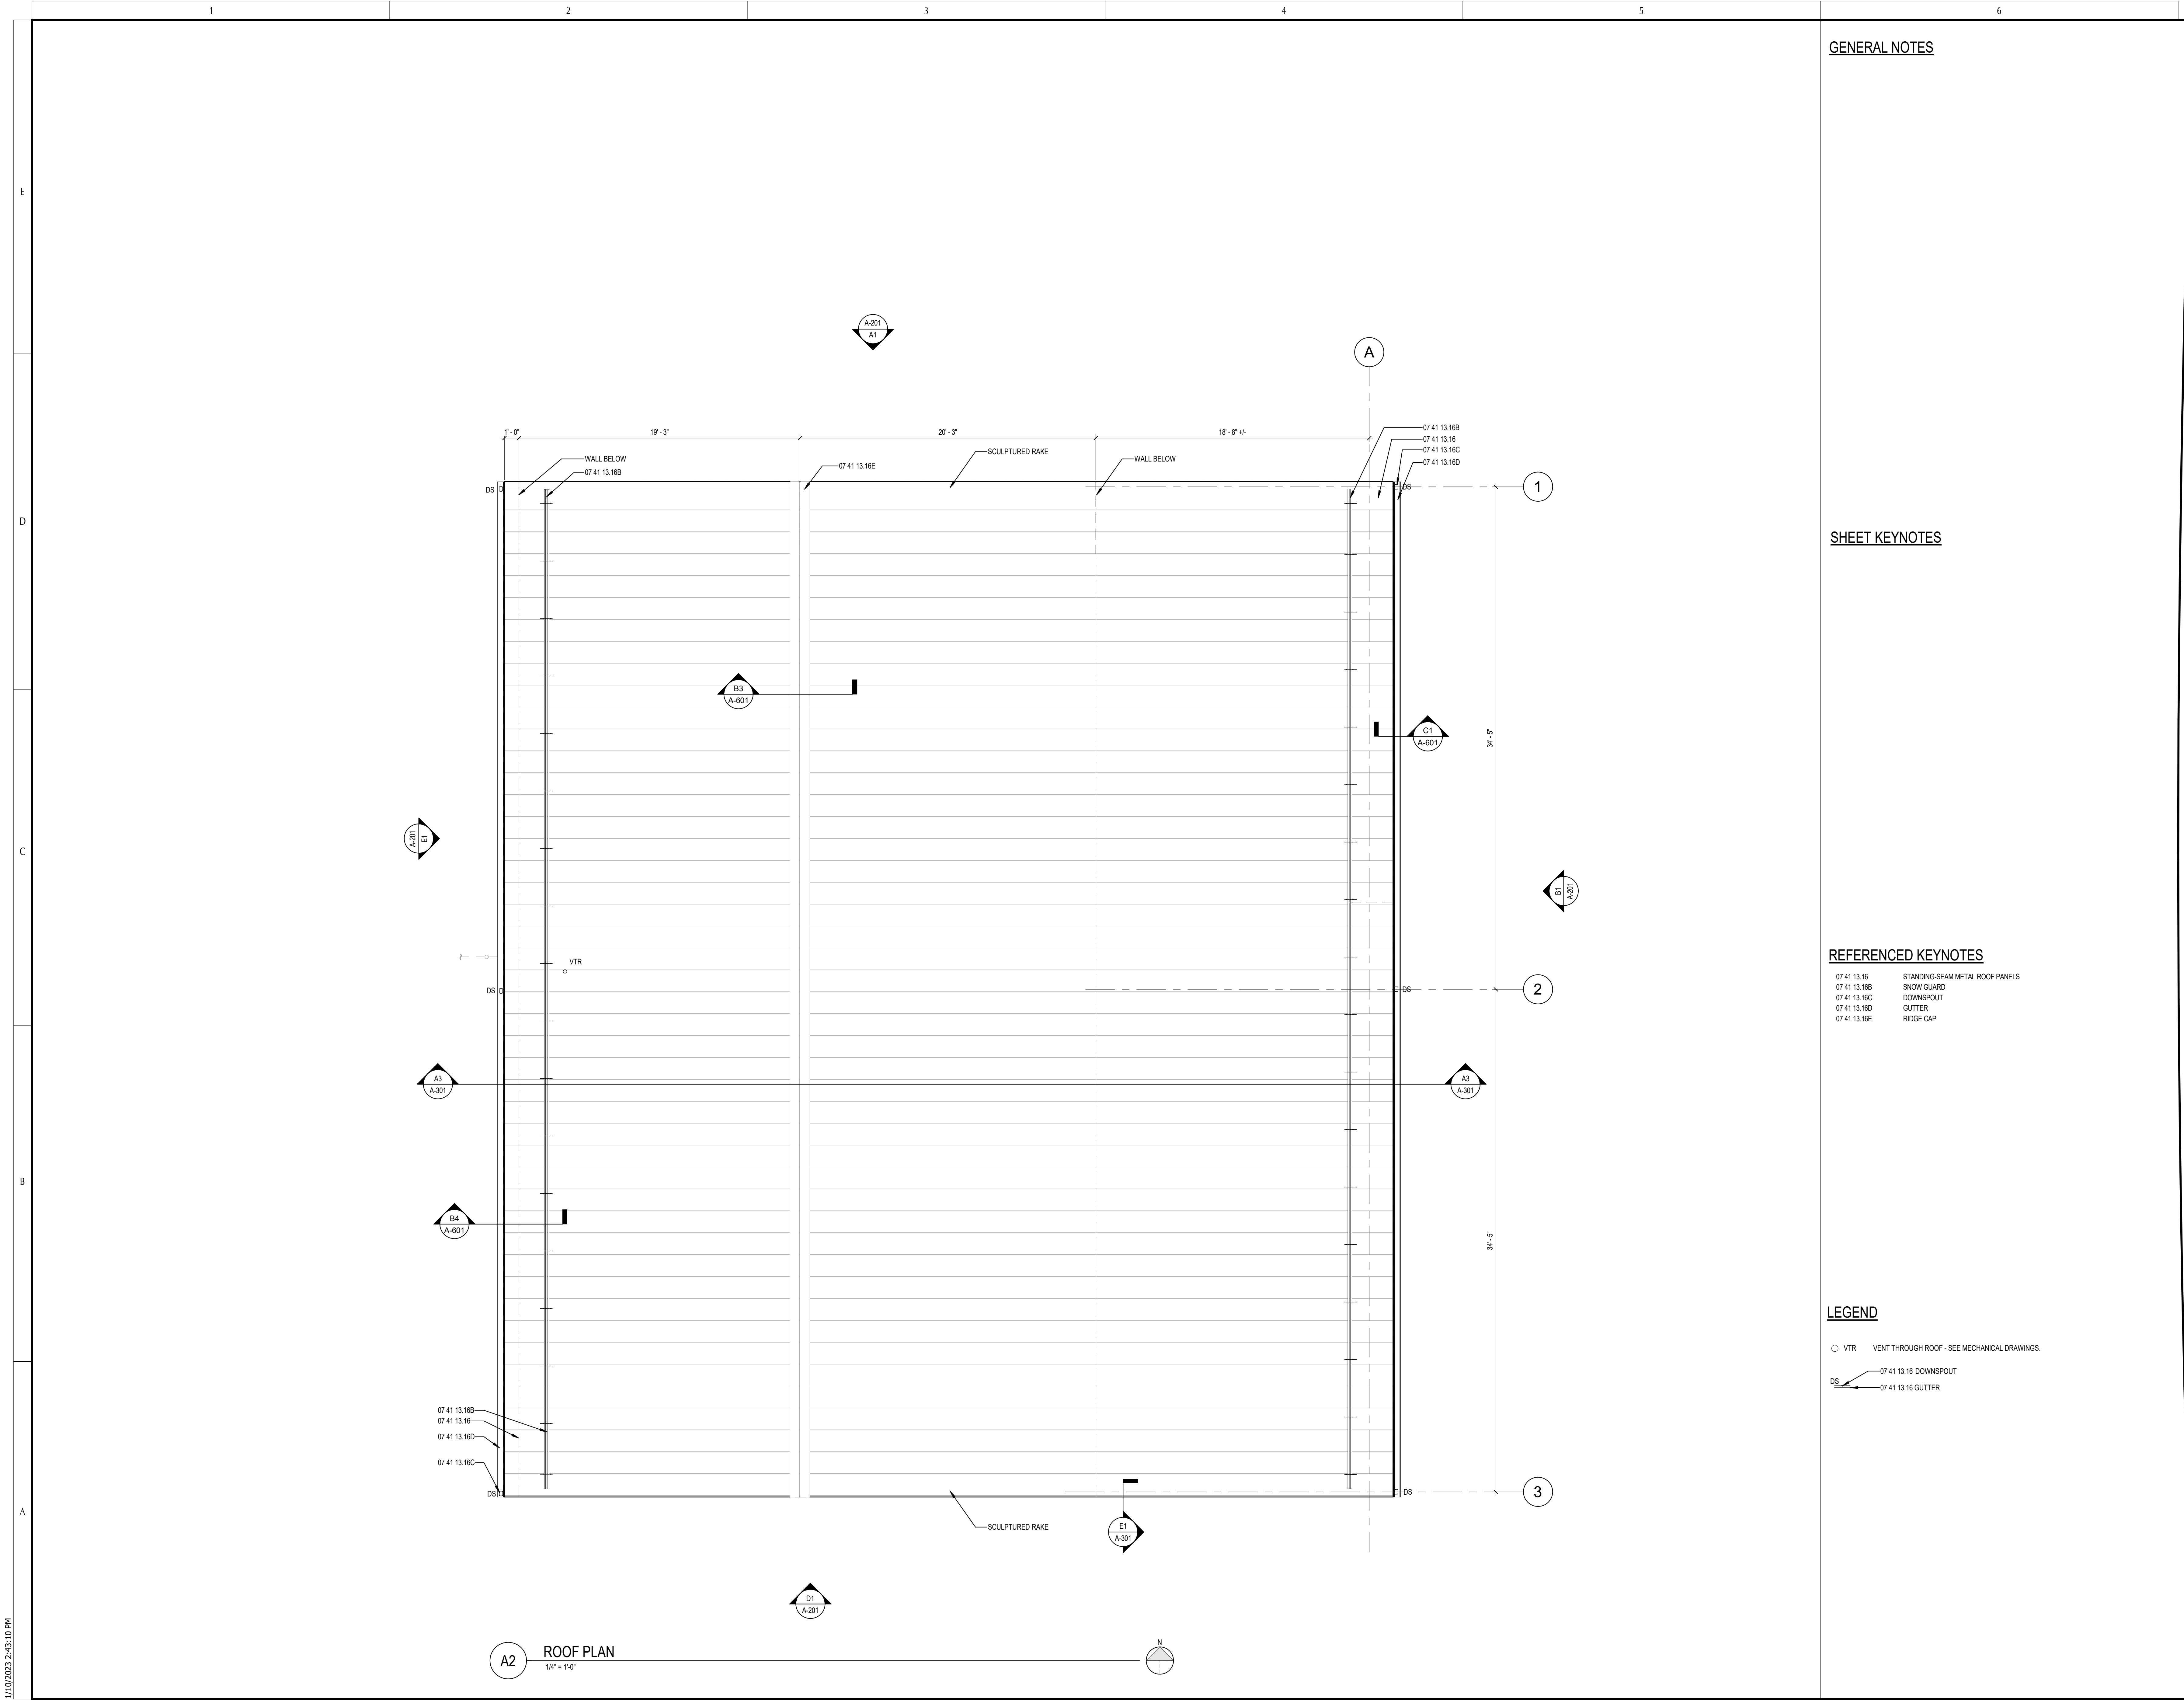 1 2 3 4 5 6
E
D
C
B
A
GENERAL NOTES
SHEET KEYNOTES
REFERENCED KEYNOTES
07 41 13.16 STANDING-SEAM METAL ROOF PANELS
07 41 13.16B SNOW GUARD
07 41 13.16C DOWNSPOUT
07 41 13.16D GUTTER
07 41 13.16E RIDGE CAP
LEGEND
VTR VENT THROUGH ROOF - SEE MECHANICAL DRAWINGS.
07 41 13.16 DOWNSPOUT
DS
07 41 13.16 GUTTER
A-201
A1
A
1' - 0" 19' - 3" 20' - 3" 18' - 8" +/-
07 41 13.16B
07 41 13.16
07 41 13.16C
07 41 13.16D
SCULPTURED RAKE
WALL BELOW
07 41 13.16B
07 41 13.16E
WALL BELOW
DS
DS
1
B3
A-601
C1
A-601
34' - 5"
A-201
E1
B1
A-201
VTR
DS
DS
2
A3
A-301
A3
A-301
B4
A-601
34' - 5"
07 41 13.16B
07 41 13.16
07 41 13.16D
07 41 13.16C
DS
DS
3
SCULPTURED RAKE
E1
A-301
D1
A-201
A2
ROOF PLAN
1/4" = 1'-0"
N
1/10/2023 2:43:10 PM